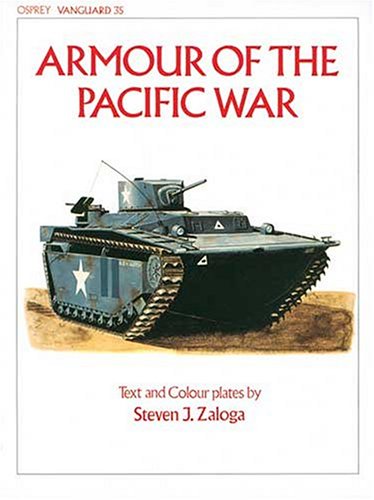 OSPREY VANGUARD 35
ARMOUR OF THE
PACIFIC WAR
Text and Colour plates by
Steven J. Zaloga